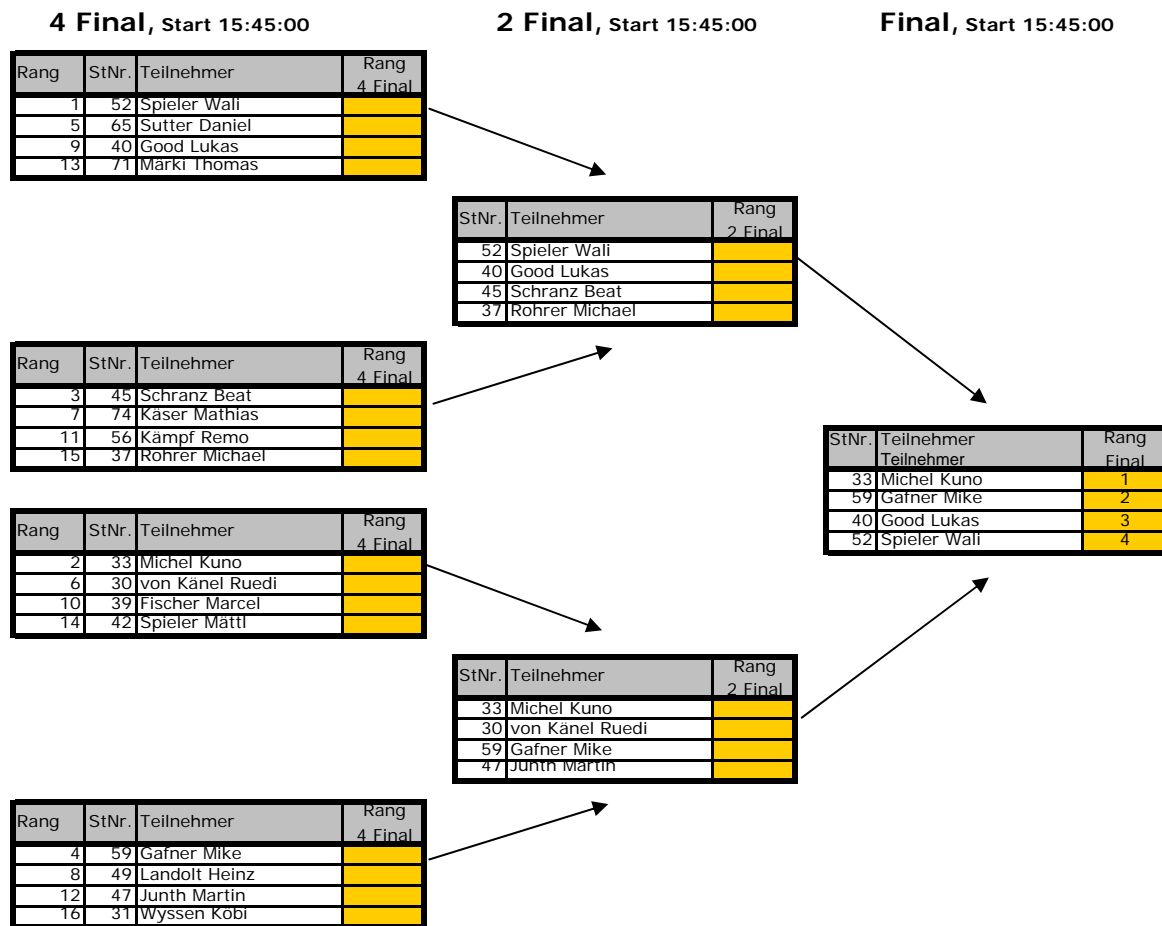 4 Final, Start 15:45:00
2 Final, Start 15:45:00
Final, Start 15:45:00
Rang StNr. Teilnehmer Rang 4 Final
1 52 Spieler Wali
5 65 Sutter Daniel
9 40 Good Lukas
13 71 Märki Thomas
StNr. Teilnehmer Rang 2 Final
52 Spieler Wali
40 Good Lukas
45 Schranz Beat
37 Rohrer Michael
Rang StNr. Teilnehmer Rang 4 Final
3 45 Schranz Beat
7 74 Käser Mathias
11 56 Kämpf Remo
15 37 Rohrer Michael
StNr. Teilnehmer Rang
Teilnehmer Final
33 Michel Kuno 1
59 Gafner Mike 2
40 Good Lukas 3
52 Spieler Wali 4
Rang StNr. Teilnehmer Rang 4 Final
2 33 Michel Kuno
6 30 von Känel Ruedi
10 39 Fischer Marcel
14 42 Spieler Mättl
StNr. Teilnehmer Rang 2 Final
33 Michel Kuno
30 von Känel Ruedi
59 Gafner Mike
47 Junth Martin
Rang StNr. Teilnehmer Rang 4 Final
4 59 Gafner Mike
8 49 Landolt Heinz
12 47 Junth Martin
16 31 Wyssen Köbi